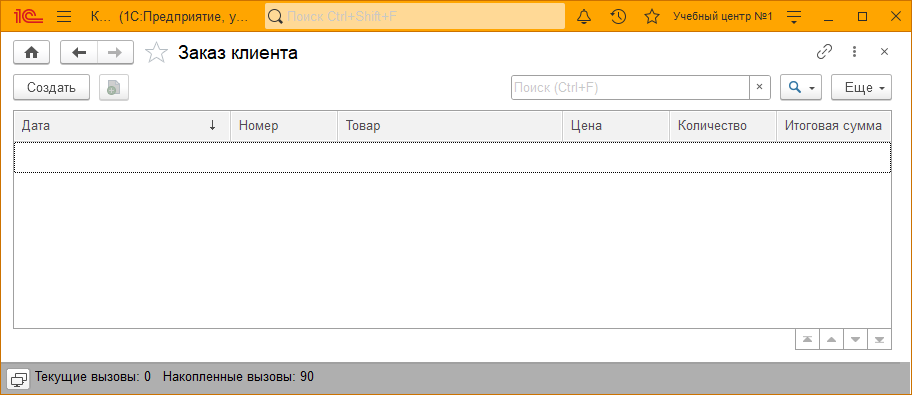 1С К... (1С:Предприятие, у... Поиск Ctrl+Shift+F Учебный центр №1
Заказ клиента
Создать Поиск (Ctrl+F) × Еще
Дата ↓ Номер Товар Цена Количество Итоговая сумма
Текущие вызовы: 0 Накопленные вызовы: 90